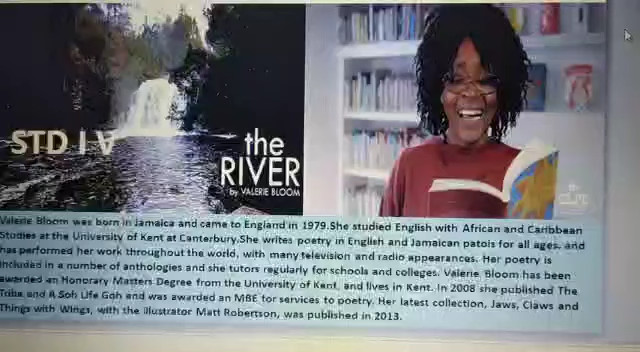 STD I V
the
RIVER
by VALERIE BLOOM
Valerie Bloom was born in Jamaica and came to England in 1979.She studied English with African and Caribbean
Studies at the University of Kent at Canterbury.She writes poetry in English and Jamaican patois for all ages, and
has performed her work throughout the world, with many television and radio appearances. Her poetry is
included in a number of anthologies and she tutors regularly for schools and colleges. Valerie Bloom has been
awarded an Honorary Masters Degree from the University of Kent, and lives in Kent. In 2008 she published The
Tribe and A Soh Life Goh and was awarded an MBE for services to poetry. Her latest collection, Jaws, Claws and
Things with Wings, with the illustrator Matt Robertson, was published in 2013.